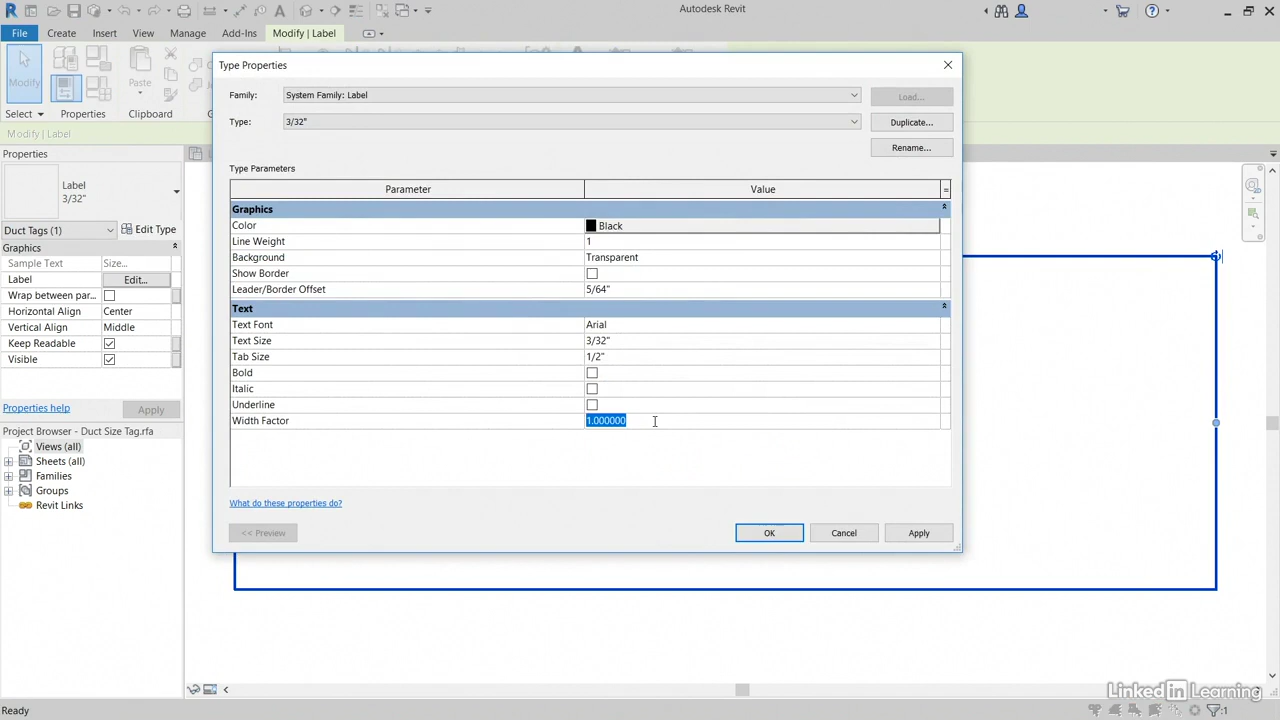 Autodesk Revit
File Create Insert View Manage Add-Ins Modify | Label
Modify
Select
Properties
Paste
Clipboard
Modify | Label
Properties
Label
3/32"
Duct Tags (1)
Edit Type
Graphics
Sample Text Size...
Label Edit...
Wrap between par...
Horizontal Align Center
Vertical Align Middle
Keep Readable
Visible
Properties help
Apply
Project Browser - Duct Size Tag.rfa
Views (all)
Sheets (all)
Families
Groups
Revit Links
Type Properties
Family: System Family: Label Load...
Type: 3/32" Duplicate...
Rename...
Type Parameters
Parameter Value =
Graphics
Color Black
Line Weight 1
Background Transparent
Show Border
Leader/Border Offset 5/64"
Text
Text Font Arial
Text Size 3/32"
Tab Size 1/2"
Bold
Italic
Underline
Width Factor 1.000000
What do these properties do?
<< Preview OK Cancel Apply
Linked in Learning
Ready
:1